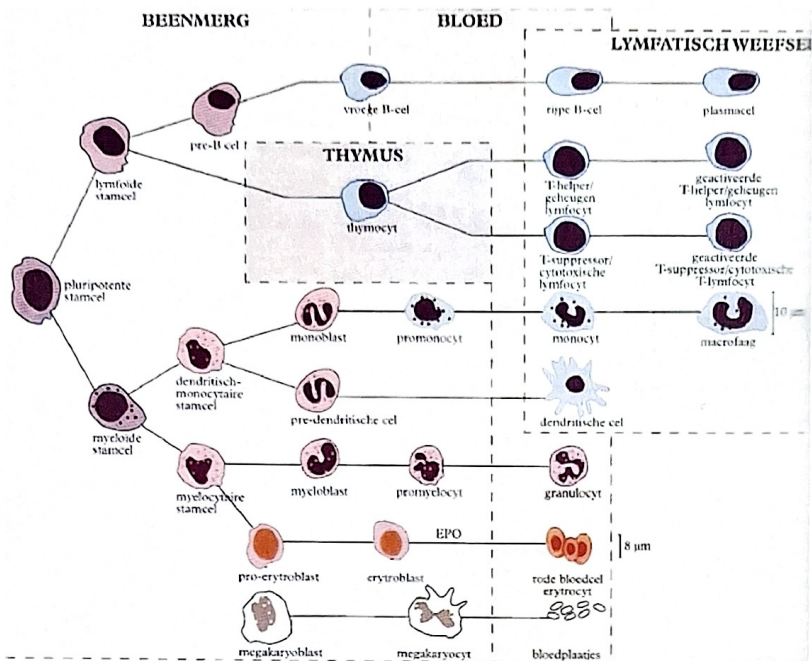 BEENMERG
BLOED
LYMFATISCH WEEFSE
vroege B-cel
rijpe B-cel
plasmacel
pre-B cel
THYMUS
lymfoïde
stamcel
thymocyt
T-helper/
geheugen
lymfocyt
geactiveerde
T-helper/geheugen
lymfocyt
T-suppressor/
cytotoxische
lymfocyt
geactiveerde
T-suppressor/cytotoxische
T-lymfocyt
pluripotente
stamcel
10 μm
monoblast
promonocyt
monocyt
macrofaag
dendritisch-
monocytaire
stamcel
pre-dendritische cel
dendritische cel
myeloïde
stamcel
myelocytaire
stamcel
myeloblast
promyelocyt
granulocyt
EPO
8 μm
pro-erytroblast
erytroblast
rode bloedcel
erytrocyt
megakaryoblast
megakaryocyt
bloedplaatjes